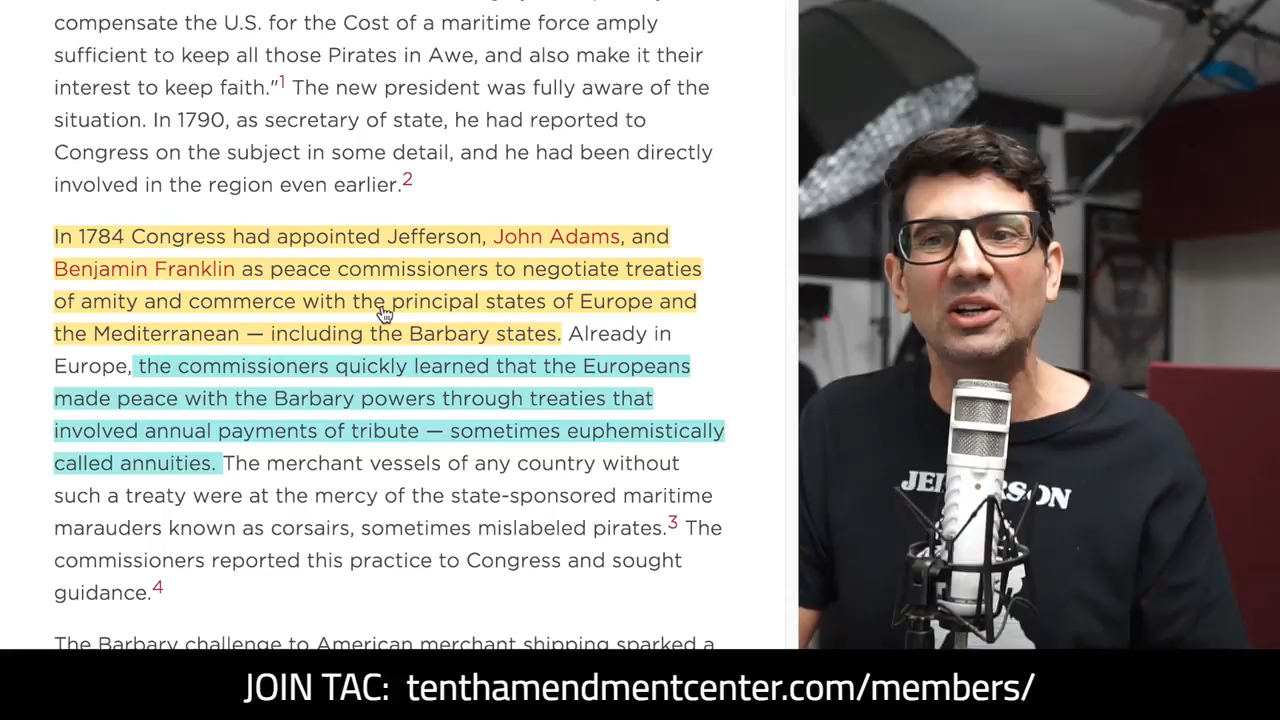 compensate the U.S. for the Cost of a maritime force amply
sufficient to keep all those Pirates in Awe, and also make it their
interest to keep faith."1 The new president was fully aware of the
situation. In 1790, as secretary of state, he had reported to
Congress on the subject in some detail, and he had been directly
involved in the region even earlier.2
In 1784 Congress had appointed Jefferson, John Adams, and
Benjamin Franklin as peace commissioners to negotiate treaties
of amity and commerce with the principal states of Europe and
the Mediterranean — including the Barbary states. Already in
Europe, the commissioners quickly learned that the Europeans
made peace with the Barbary powers through treaties that
involved annual payments of tribute — sometimes euphemistically
called annuities. The merchant vessels of any country without
such a treaty were at the mercy of the state-sponsored maritime
marauders known as corsairs, sometimes mislabeled pirates.3 The
commissioners reported this practice to Congress and sought
guidance.4
The Barbary challenge to American merchant shipping sparked a
JOIN TAC: tenthamendmentcenter.com/members/